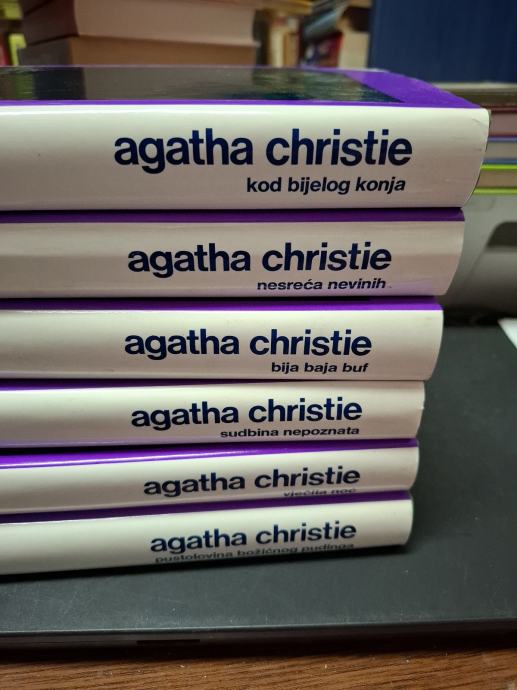 agatha christie
kod bijelog konja
agatha christie
nesreća nevinih
agatha christie
bija baja buf
agatha christie
sudbina nepoznata
agatha christie
vječita noć
agatha christie
pustolovina božićnog pudinga